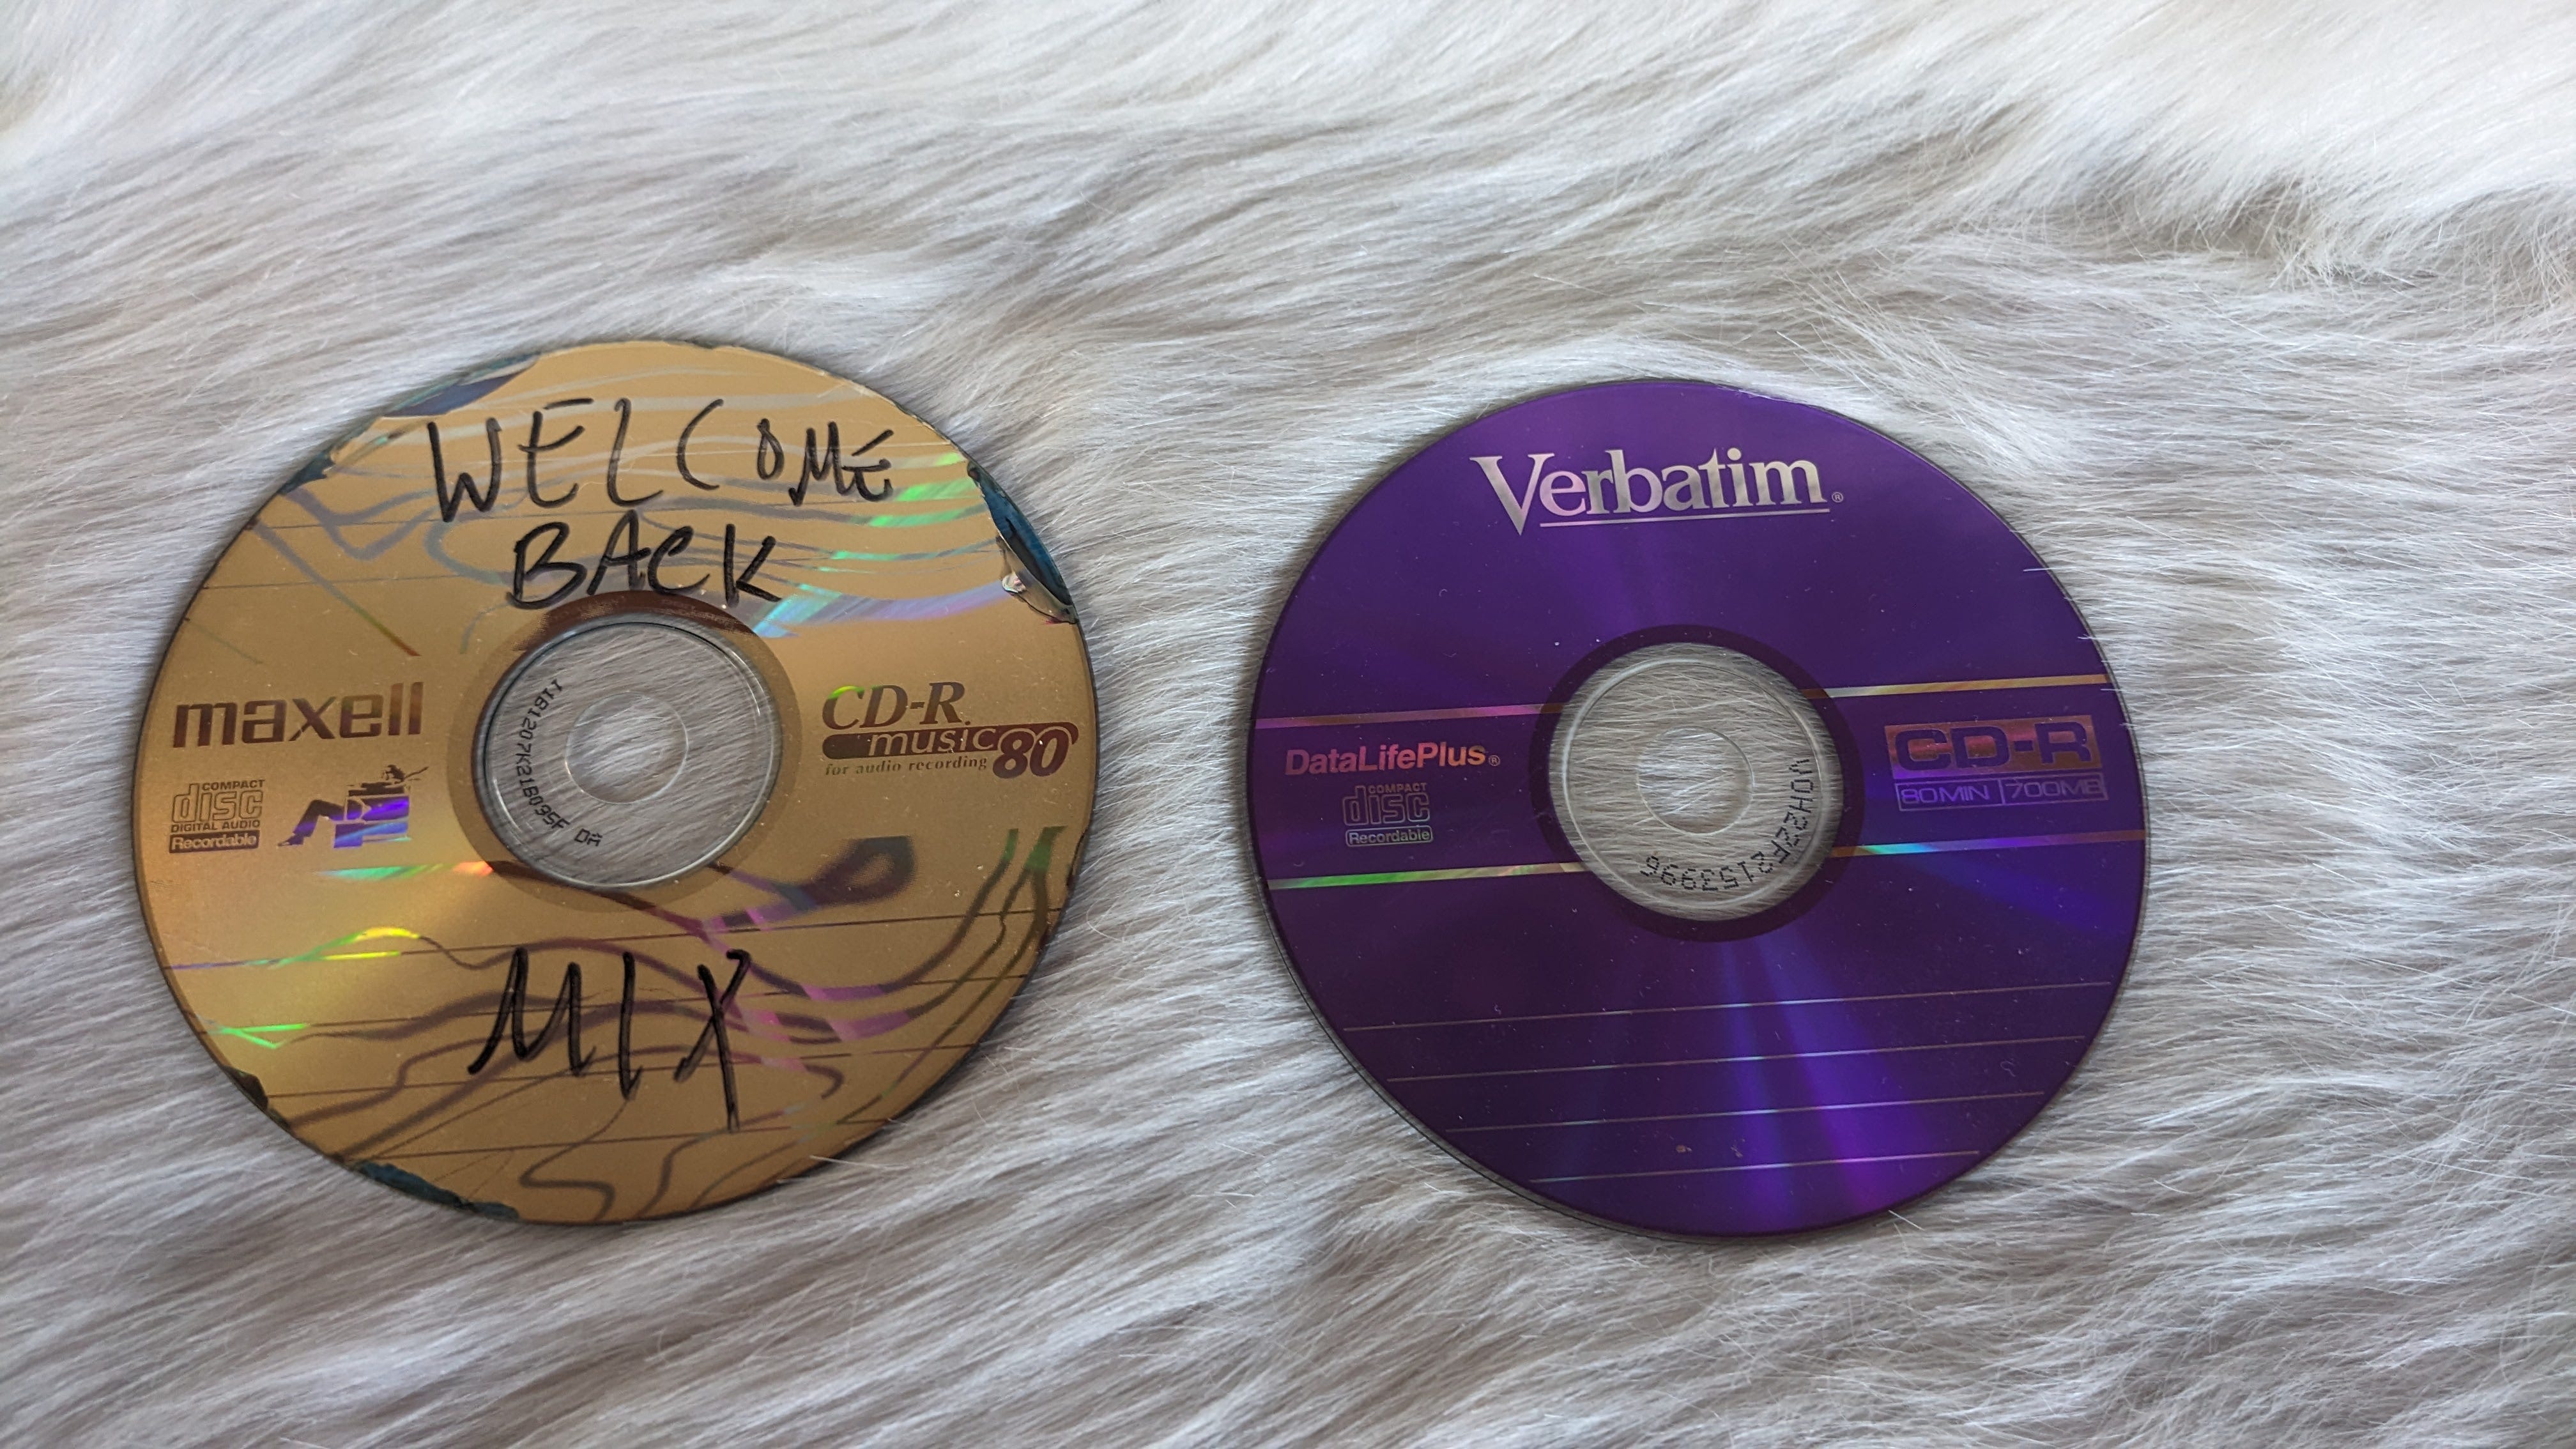 WELCOME
BACK
maxell
COMPACT
disc
DIGITAL AUDIO
Recordable
CD-R
music 80
for audio recording
MIX
Verbatim®
DataLifePlus®
COMPACT
disc
Recordable
CD-R
80MIN 700MB